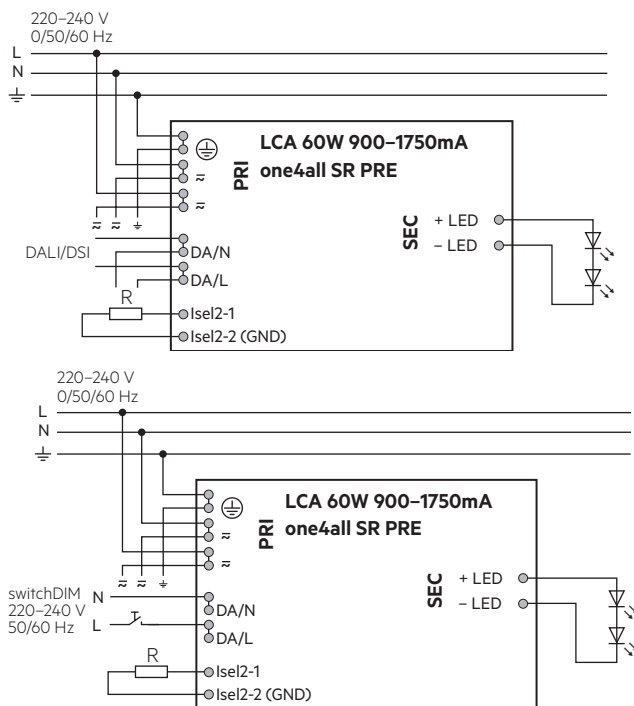 220–240 V
0/50/60 Hz
L
N
LCA 60W 900–1750mA
one4all SR PRE
PRI
SEC
+ LED
– LED
DALI/DSI
DA/N
DA/L
R
Isel2-1
Isel2-2 (GND)
220–240 V
0/50/60 Hz
L
N
LCA 60W 900–1750mA
one4all SR PRE
PRI
SEC
+ LED
– LED
switchDIM
220–240 V
50/60 Hz
N
L
DA/N
DA/L
R
Isel2-1
Isel2-2 (GND)